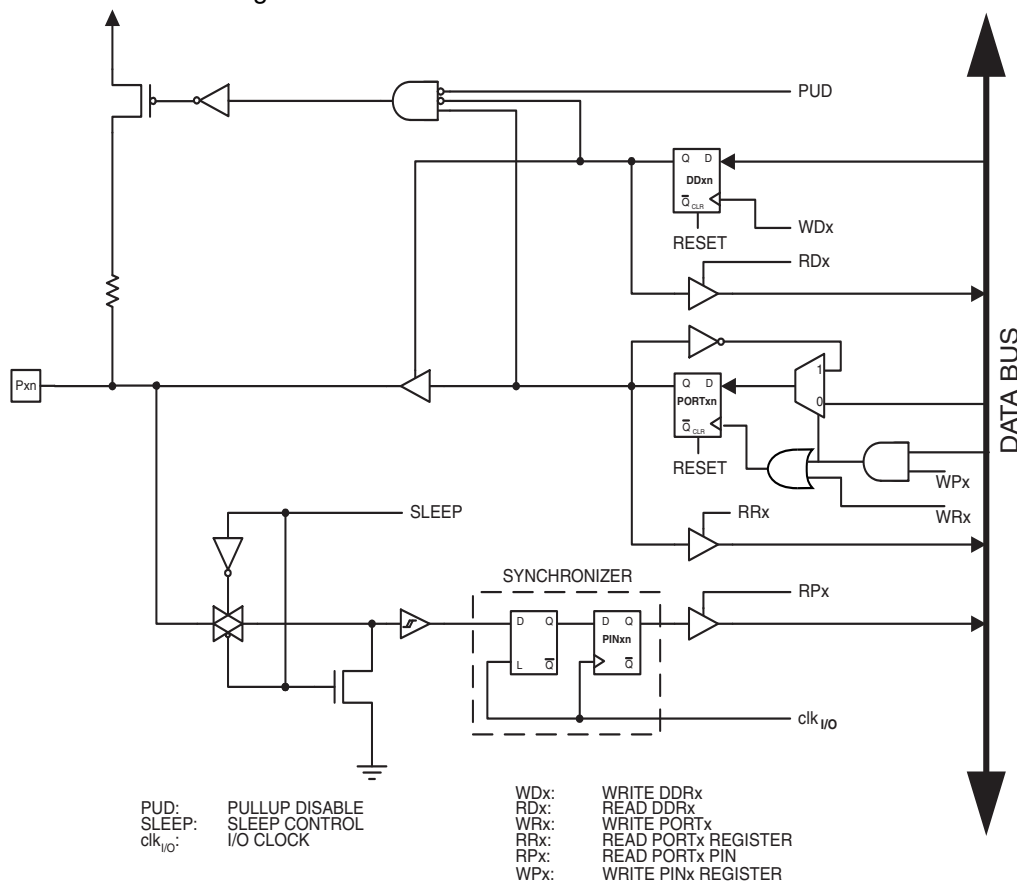 PUD
Q D
DDxn
Q CLR
WDx
RESET
RDx
1
Pxn
Q D
PORTxn
0
Q CLR
RESET
WPx
WRx
RRx
SLEEP
SYNCHRONIZER
RPx
D Q
D Q
PINxn
L Q
Q
clk I/O
DATA BUS
PUD: PULLUP DISABLE
SLEEP: SLEEP CONTROL
clk I/O: I/O CLOCK
WDx: WRITE DDRx
RDx: READ DDRx
WRx: WRITE PORTx
RRx: READ PORTx REGISTER
RPx: READ PORTx PIN
WPx: WRITE PINx REGISTER